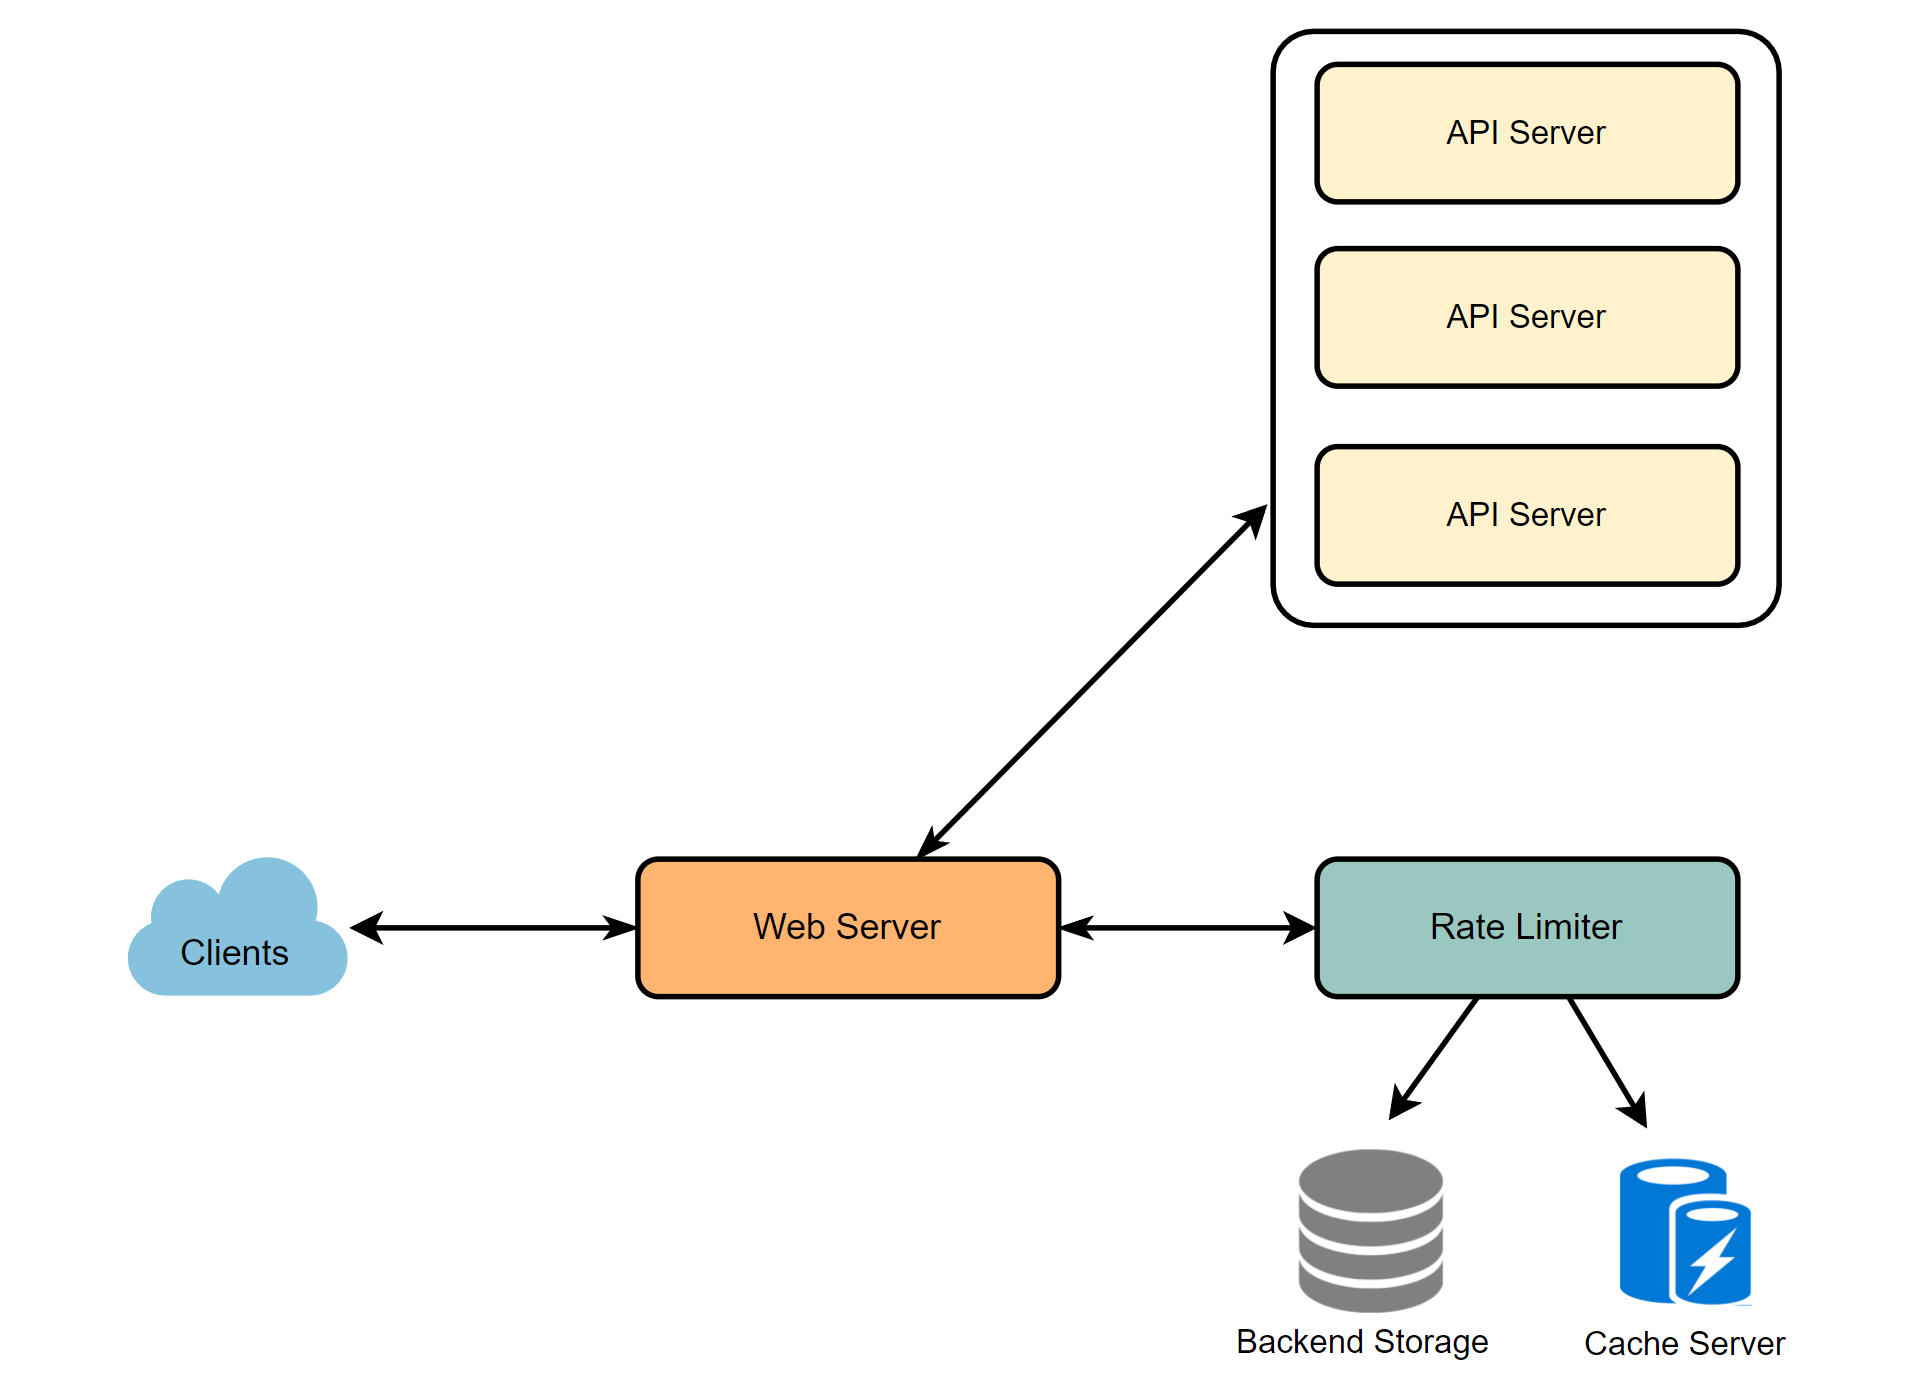 API Server
API Server
API Server
Clients
Web Server
Rate Limiter
Backend Storage
Cache Server